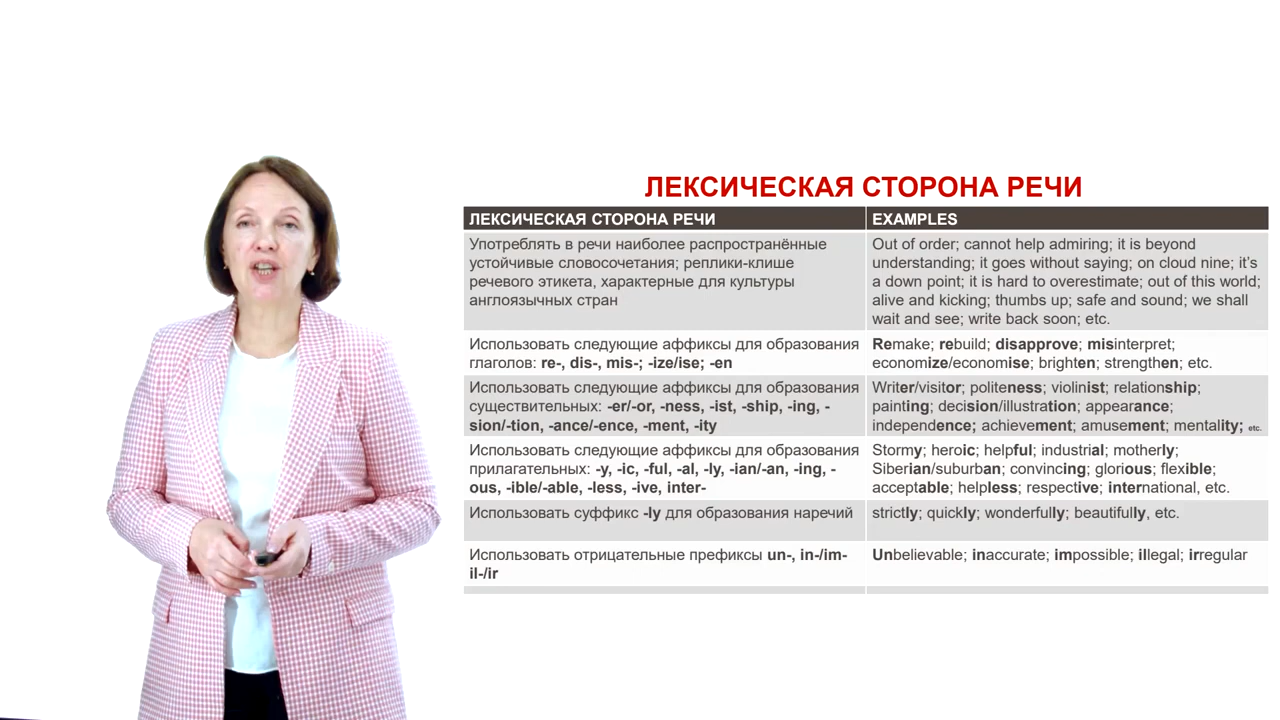 ЛЕКСИЧЕСКАЯ СТОРОНА РЕЧИ
ЛЕКСИЧЕСКАЯ СТОРОНА РЕЧИ
EXAMPLES
Употреблять в речи наиболее распространённые
устойчивые словосочетания; реплики-клише
речевого этикета, характерные для культуры
англоязычных стран
Out of order; cannot help admiring; it is beyond
understanding; it goes without saying; on cloud nine; it's
a down point; it is hard to overestimate; out of this world;
alive and kicking; thumbs up; safe and sound; we shall
wait and see; write back soon; etc.
Использовать следующие аффиксы для образования
глаголов: re-, dis-, mis-; -ize/ise; -en
Remake; rebuild; disapprove; misinterpret;
economize/economise; brighten; strengthen; etc.
Использовать следующие аффиксы для образования
существительных: -er/-or, -ness, -ist, -ship, -ing, -
sion/-tion, -ance/-ence, -ment, -ity
Writer/visitor; politeness; violinist; relationship;
painting; decision/illustration; appearance;
independence; achievement; amusement; mentality; etc.
Использовать следующие аффиксы для образования
прилагательных: -y, -ic, -ful, -al, -ly, -ian/-an, -ing, -
ous, -ible/-able, -less, -ive, inter-
Stormy; heroic; helpful; industrial; motherly;
Siberian/suburban; convincing; glorious; flexible;
acceptable; helpless; respective; international, etc.
Использовать суффикс -ly для образования наречий
strictly; quickly; wonderfully; beautifully, etc.
Использовать отрицательные префиксы un-, in-/im-
il-/ir
Unbelievable; inaccurate; impossible; illegal; irregular